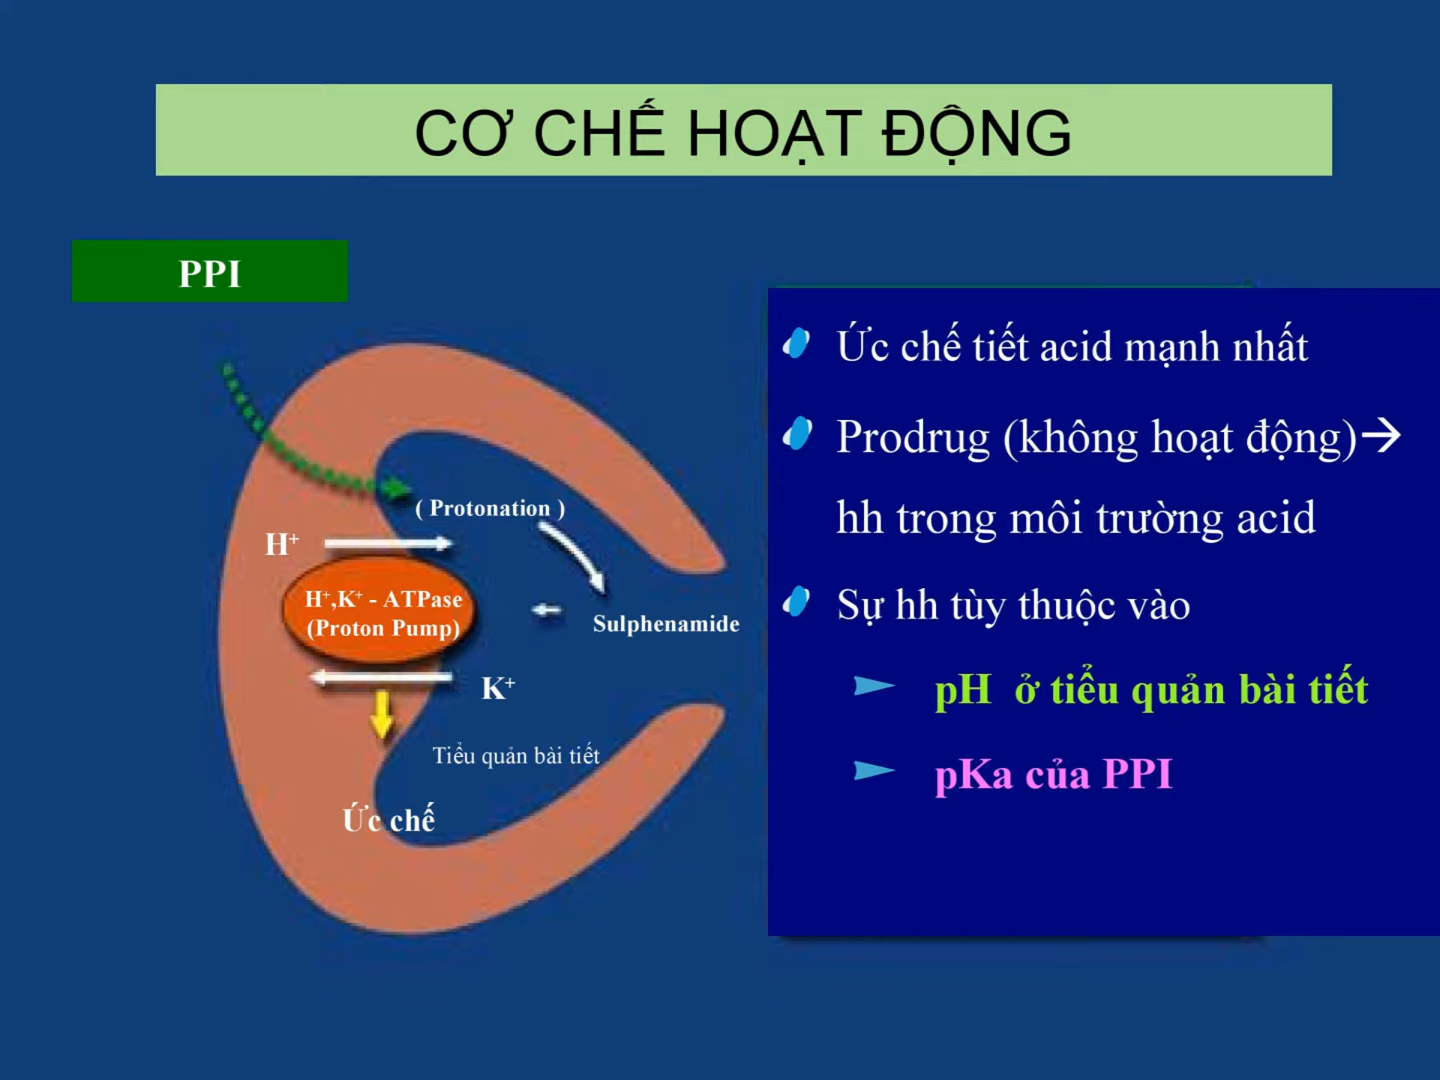 CƠ CHẾ HOẠT ĐỘNG
PPI
( Protonation )
H⁺
H⁺,K⁺ - ATPase
(Proton Pump)
Sulphenamide
K⁺
Tiểu quản bài tiết
Ức chế
Ức chế tiết acid mạnh nhất
Prodrug (không hoạt động)→
hh trong môi trường acid
Sự hh tùy thuộc vào
pH ở tiểu quản bài tiết
pKa của PPI